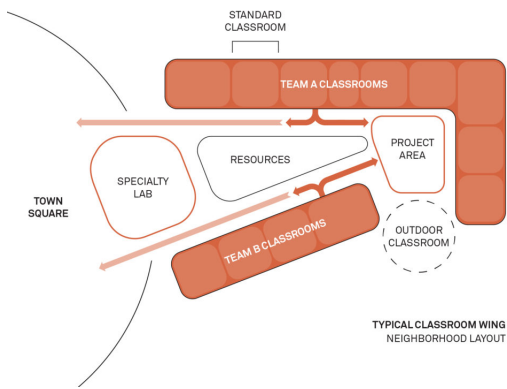 STANDARD
CLASSROOM
TEAM A CLASSROOMS
PROJECT
AREA
RESOURCES
SPECIALTY
LAB
TOWN
SQUARE
TEAM B CLASSROOMS
OUTDOOR
CLASSROOM
TYPICAL CLASSROOM WING
NEIGHBORHOOD LAYOUT